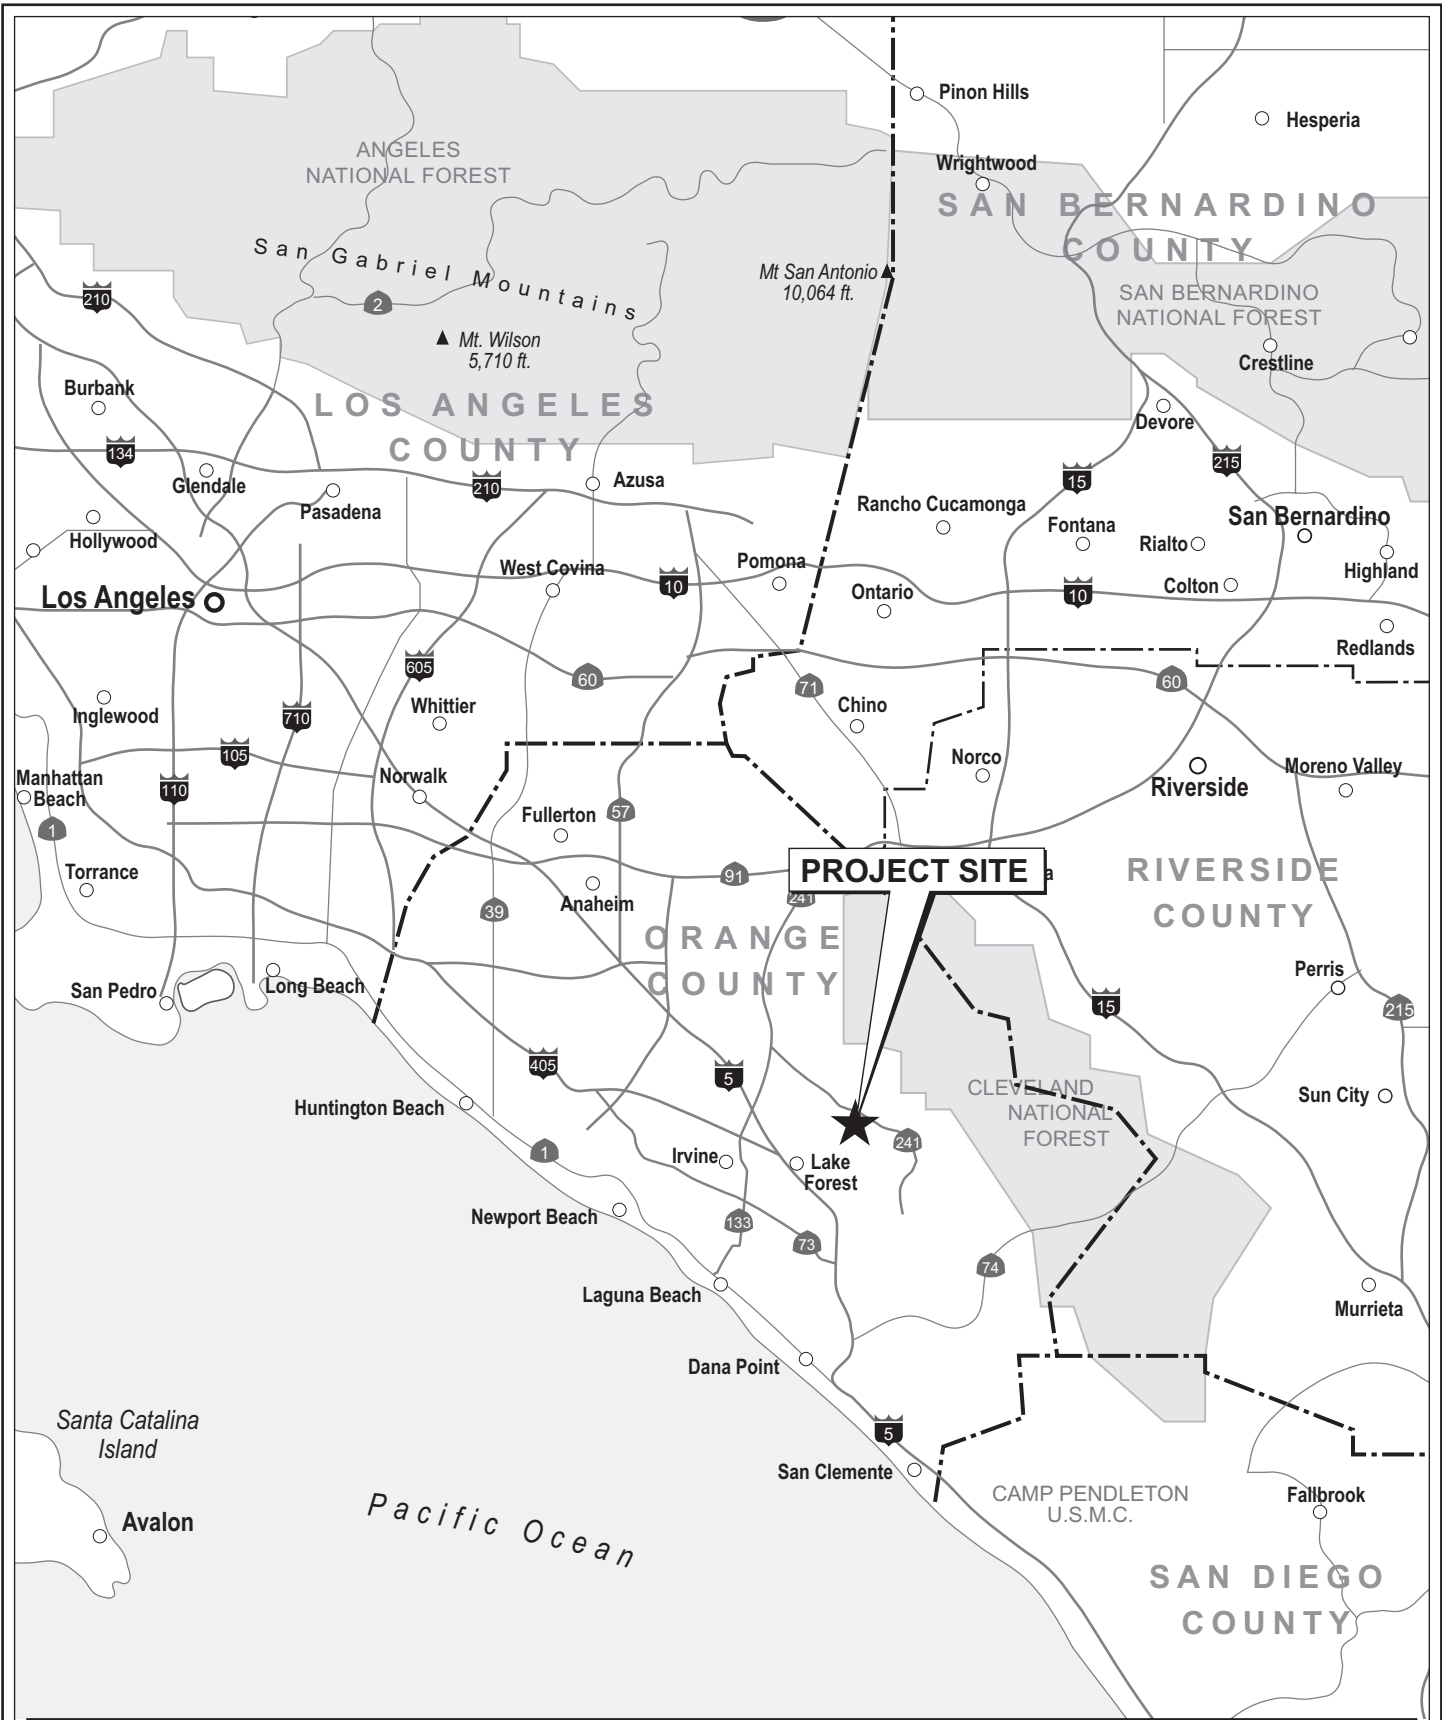 Pinon Hills
Hesperia
ANGELES
NATIONAL FOREST
Wrightwood
SAN BERNARDINO
COUNTY
San Gabriel Mountains
Mt San Antonio
10,064 ft.
SAN BERNARDINO
NATIONAL FOREST
210
2
Mt. Wilson
5,710 ft.
Crestline
Burbank
LOS ANGELES
COUNTY
Devore
134
Glendale
210
Azusa
15
215
Pasadena
Rancho Cucamonga
Fontana
San Bernardino
Hollywood
Rialto
West Covina
Pomona
10
Highland
Los Angeles
Ontario
10
Colton
Redlands
605
60
71
60
Inglewood
710
Whittier
Chino
105
Norco
Riverside
Moreno Valley
Manhattan
Beach
110
Norwalk
1
Fullerton
57
Torrance
91
PROJECT SITE
a
RIVERSIDE
COUNTY
39
Anaheim
241
ORANGE
COUNTY
San Pedro
Long Beach
Perris
15
215
405
5
CLEVELAND
NATIONAL
FOREST
Sun City
Huntington Beach
1
241
Irvine
Lake
Forest
Newport Beach
133
73
74
Laguna Beach
Murrieta
Dana Point
Santa Catalina
Island
5
San Clemente
CAMP PENDLETON
U.S.M.C.
Fallbrook
Avalon
Pacific Ocean
SAN DIEGO
COUNTY